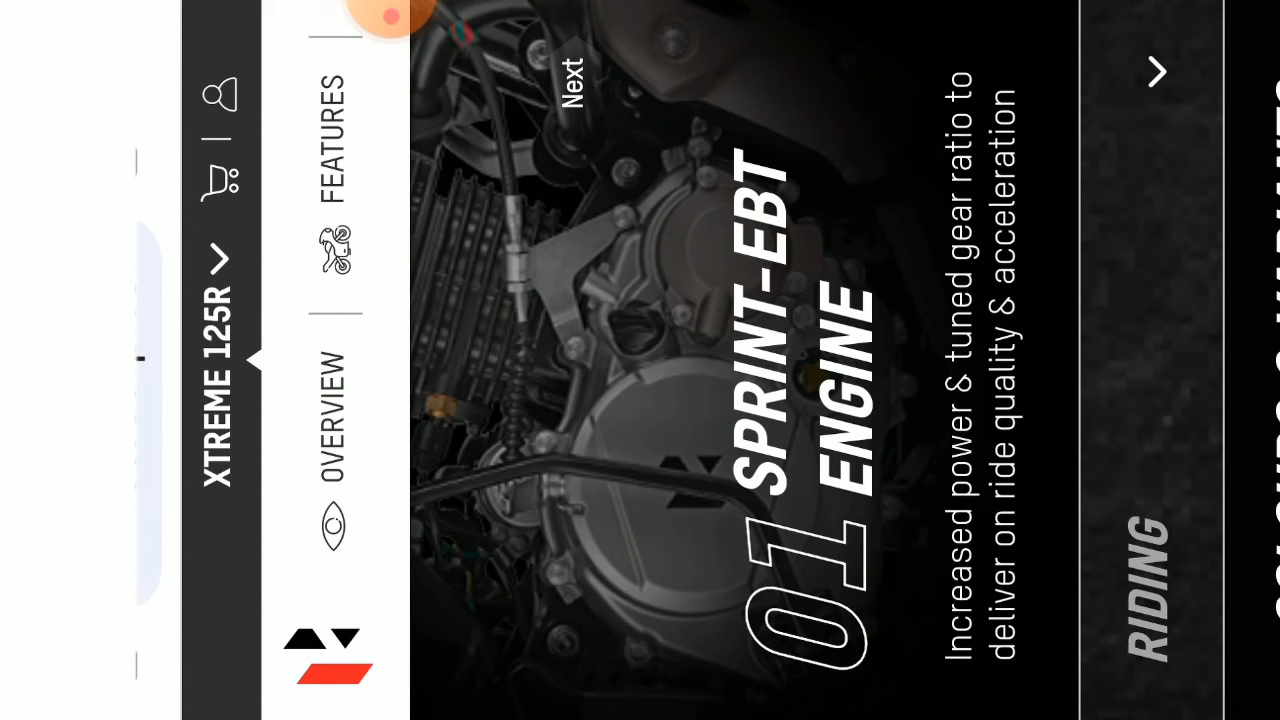 XTREME 125R
OVERVIEW
FEATURES
Next
01
SPRINT-EBT
ENGINE
Increased power & tuned gear ratio to
deliver on ride quality & acceleration
RIDING